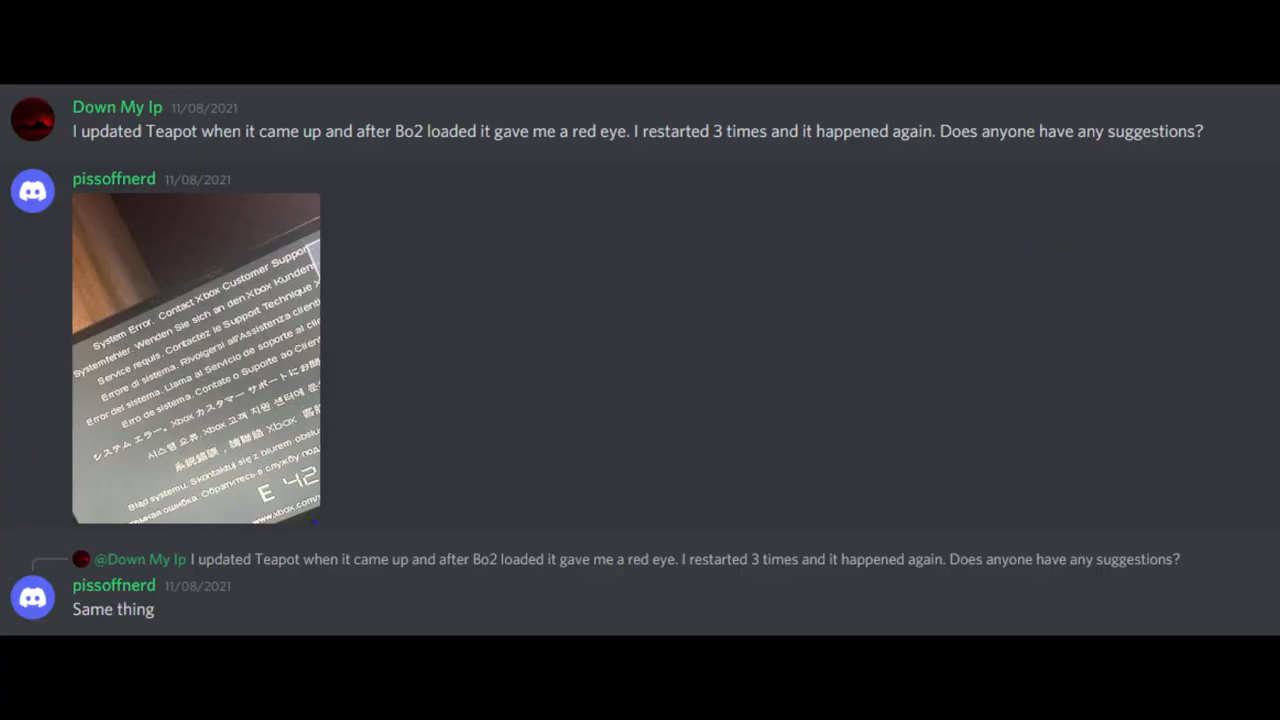 Down My Ip 11/08/2021
I updated Teapot when it came up and after Bo2 loaded it gave me a red eye. I restarted 3 times and it happened again. Does anyone have any suggestions?
pissoffnerd 11/08/2021
System Error. Contact Xbox Customer Suppor
Systemfehler. Wenden Sie sich an den Xbox Kunden
Service requis. Contactez le Support Technique
Errore di sistema. Rivolgersi all'Assistenza clienti
Error del sistema. Llama al Servicio de soporte al clie
Erro de sistema. Contate o Suporte ao Client
システム エラー。Xbox カスタマー サポートにお問
시스템 오류. Xbox 고객 지원 센터에 문
系統錯誤，請聯絡 Xbox 客
Błąd systemu. Skontaktuj się z biurem obsłu
ошибка. Обратитесь в службу под
E 42
www.xbox.com/
@Down My Ip I updated Teapot when it came up and after Bo2 loaded it gave me a red eye. I restarted 3 times and it happened again. Does anyone have any suggestions?
pissoffnerd 11/08/2021
Same thing